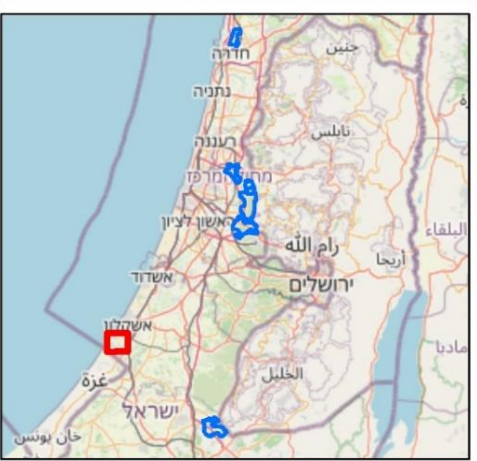 חדרה
جنين
נתניה
רעננה
نابلس
ראשון לציון
البلقاء
رام الله
أريحا
אשדוד
ירושלים
אשקלון
مادبا
الخليل
غزة
ישראל
خان يونس